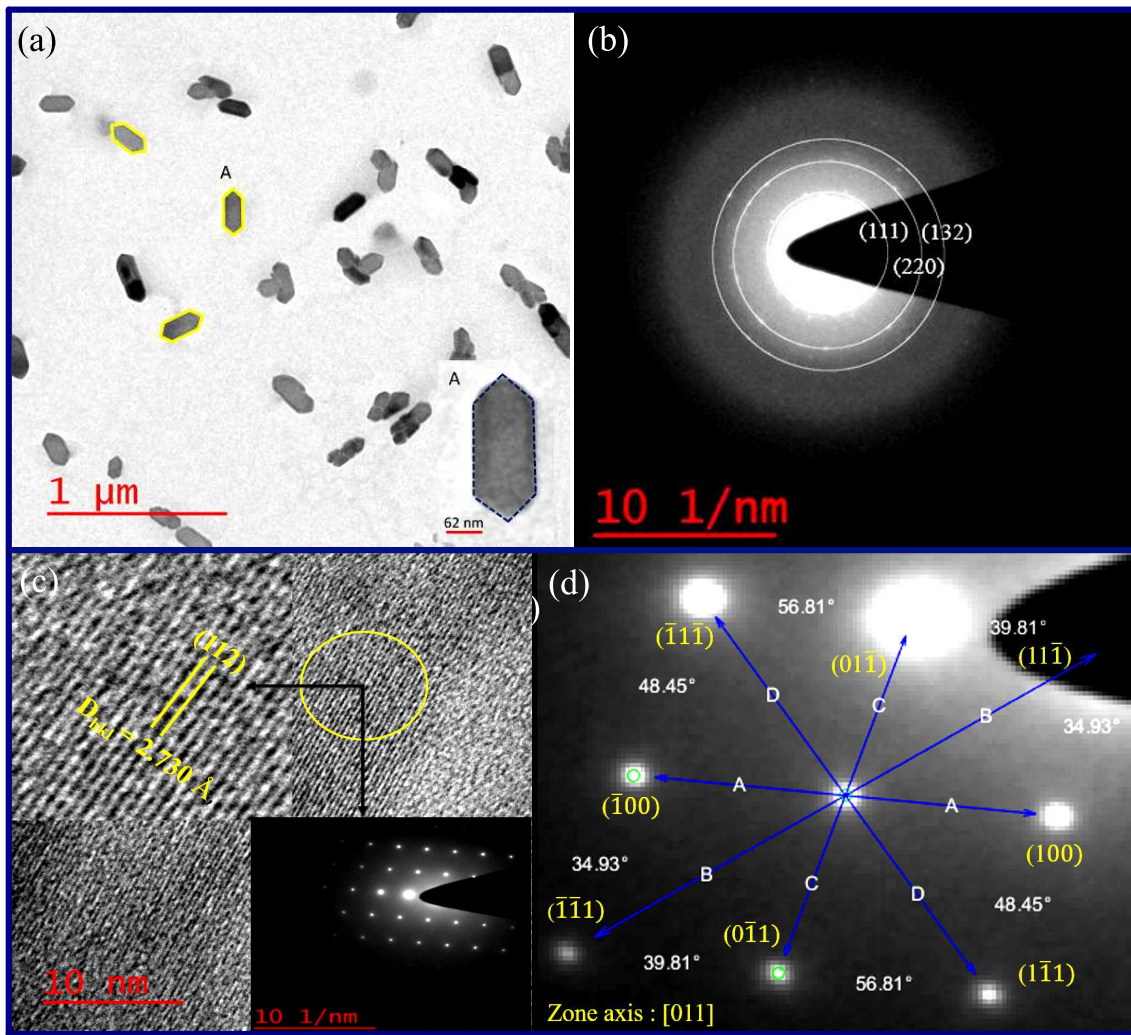 (a)
A
A
1 μm
62 nm
(b)
(111) (132)
(220)
10 1/nm
(c)
(112)
D_hkl = 2.730 Å
10 nm
10 1/nm
)
(d)
56.81°
39.81°
(1̄11̄)
(011̄)
(111̄)
48.45°
34.93°
D
C
B
A
A
(1̄00)
(100)
34.93°
B
C
D
48.45°
(1̄1̄1)
(01̄1)
(11̄1)
39.81°
56.81°
Zone axis : [011]